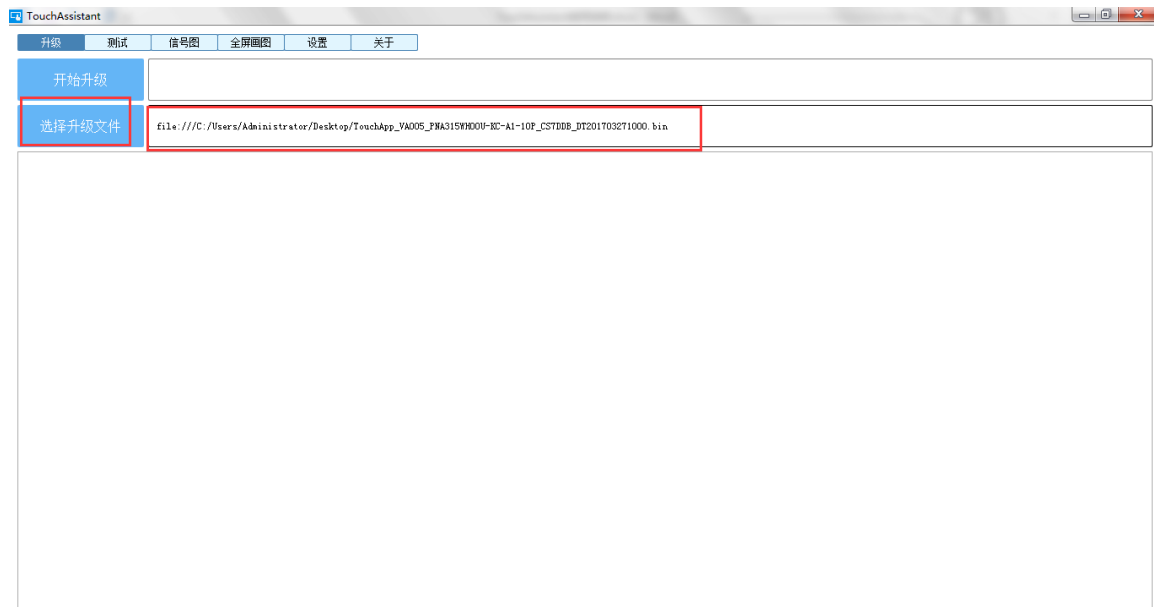 TouchAssistant
升级 测试 信号图 全屏画图 设置 关于
开始升级
选择升级文件 file:///C:/Users/Administrator/Desktop/TouchApp_VA005_PNA315WH00U-KC-A1-10P_CS7DDB_DT201703271000.bin